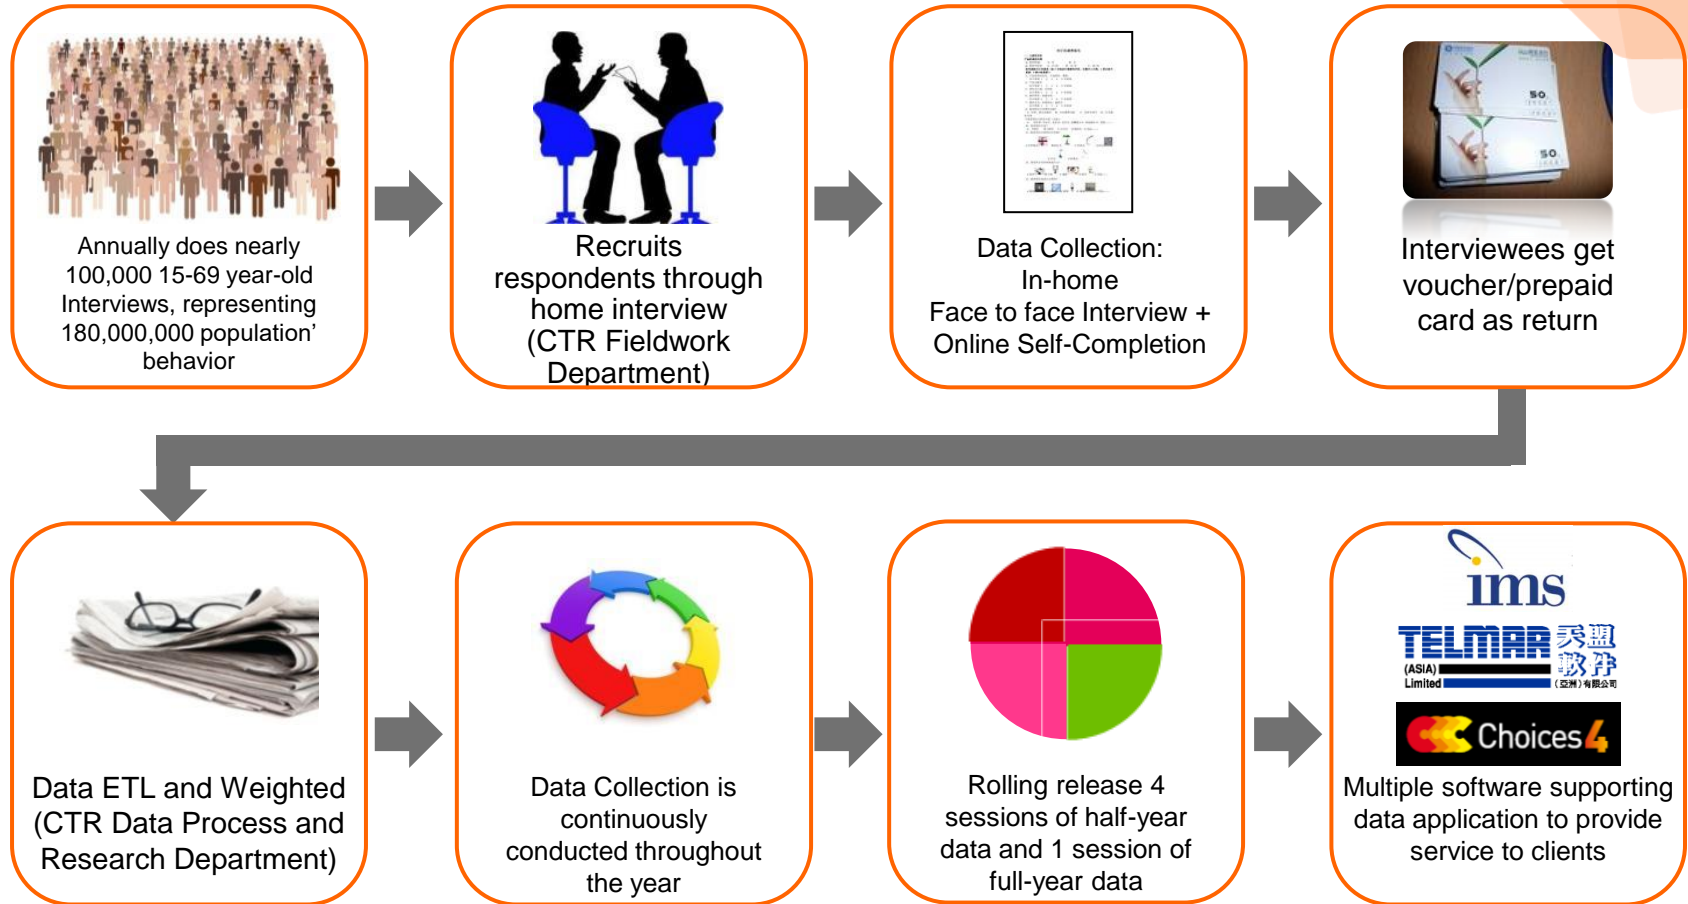 Annually does nearly
100,000 15-69 year-old
Interviews, representing
180,000,000 population’
behavior
Recruits
respondents through
home interview
(CTR Fieldwork
Department)
Data Collection:
In-home
Face to face Interview +
Online Self-Completion
50
50
Interviewees get
voucher/prepaid
card as return
Data ETL and Weighted
(CTR Data Process and
Research Department)
Data Collection is
continuously
conducted throughout
the year
Rolling release 4
sessions of half-year
data and 1 session of
full-year data
ims
TELMAR 天盟
(ASIA) 軟件
Limited (亞洲)有限公司
Choices4
Multiple software supporting
data application to provide
service to clients